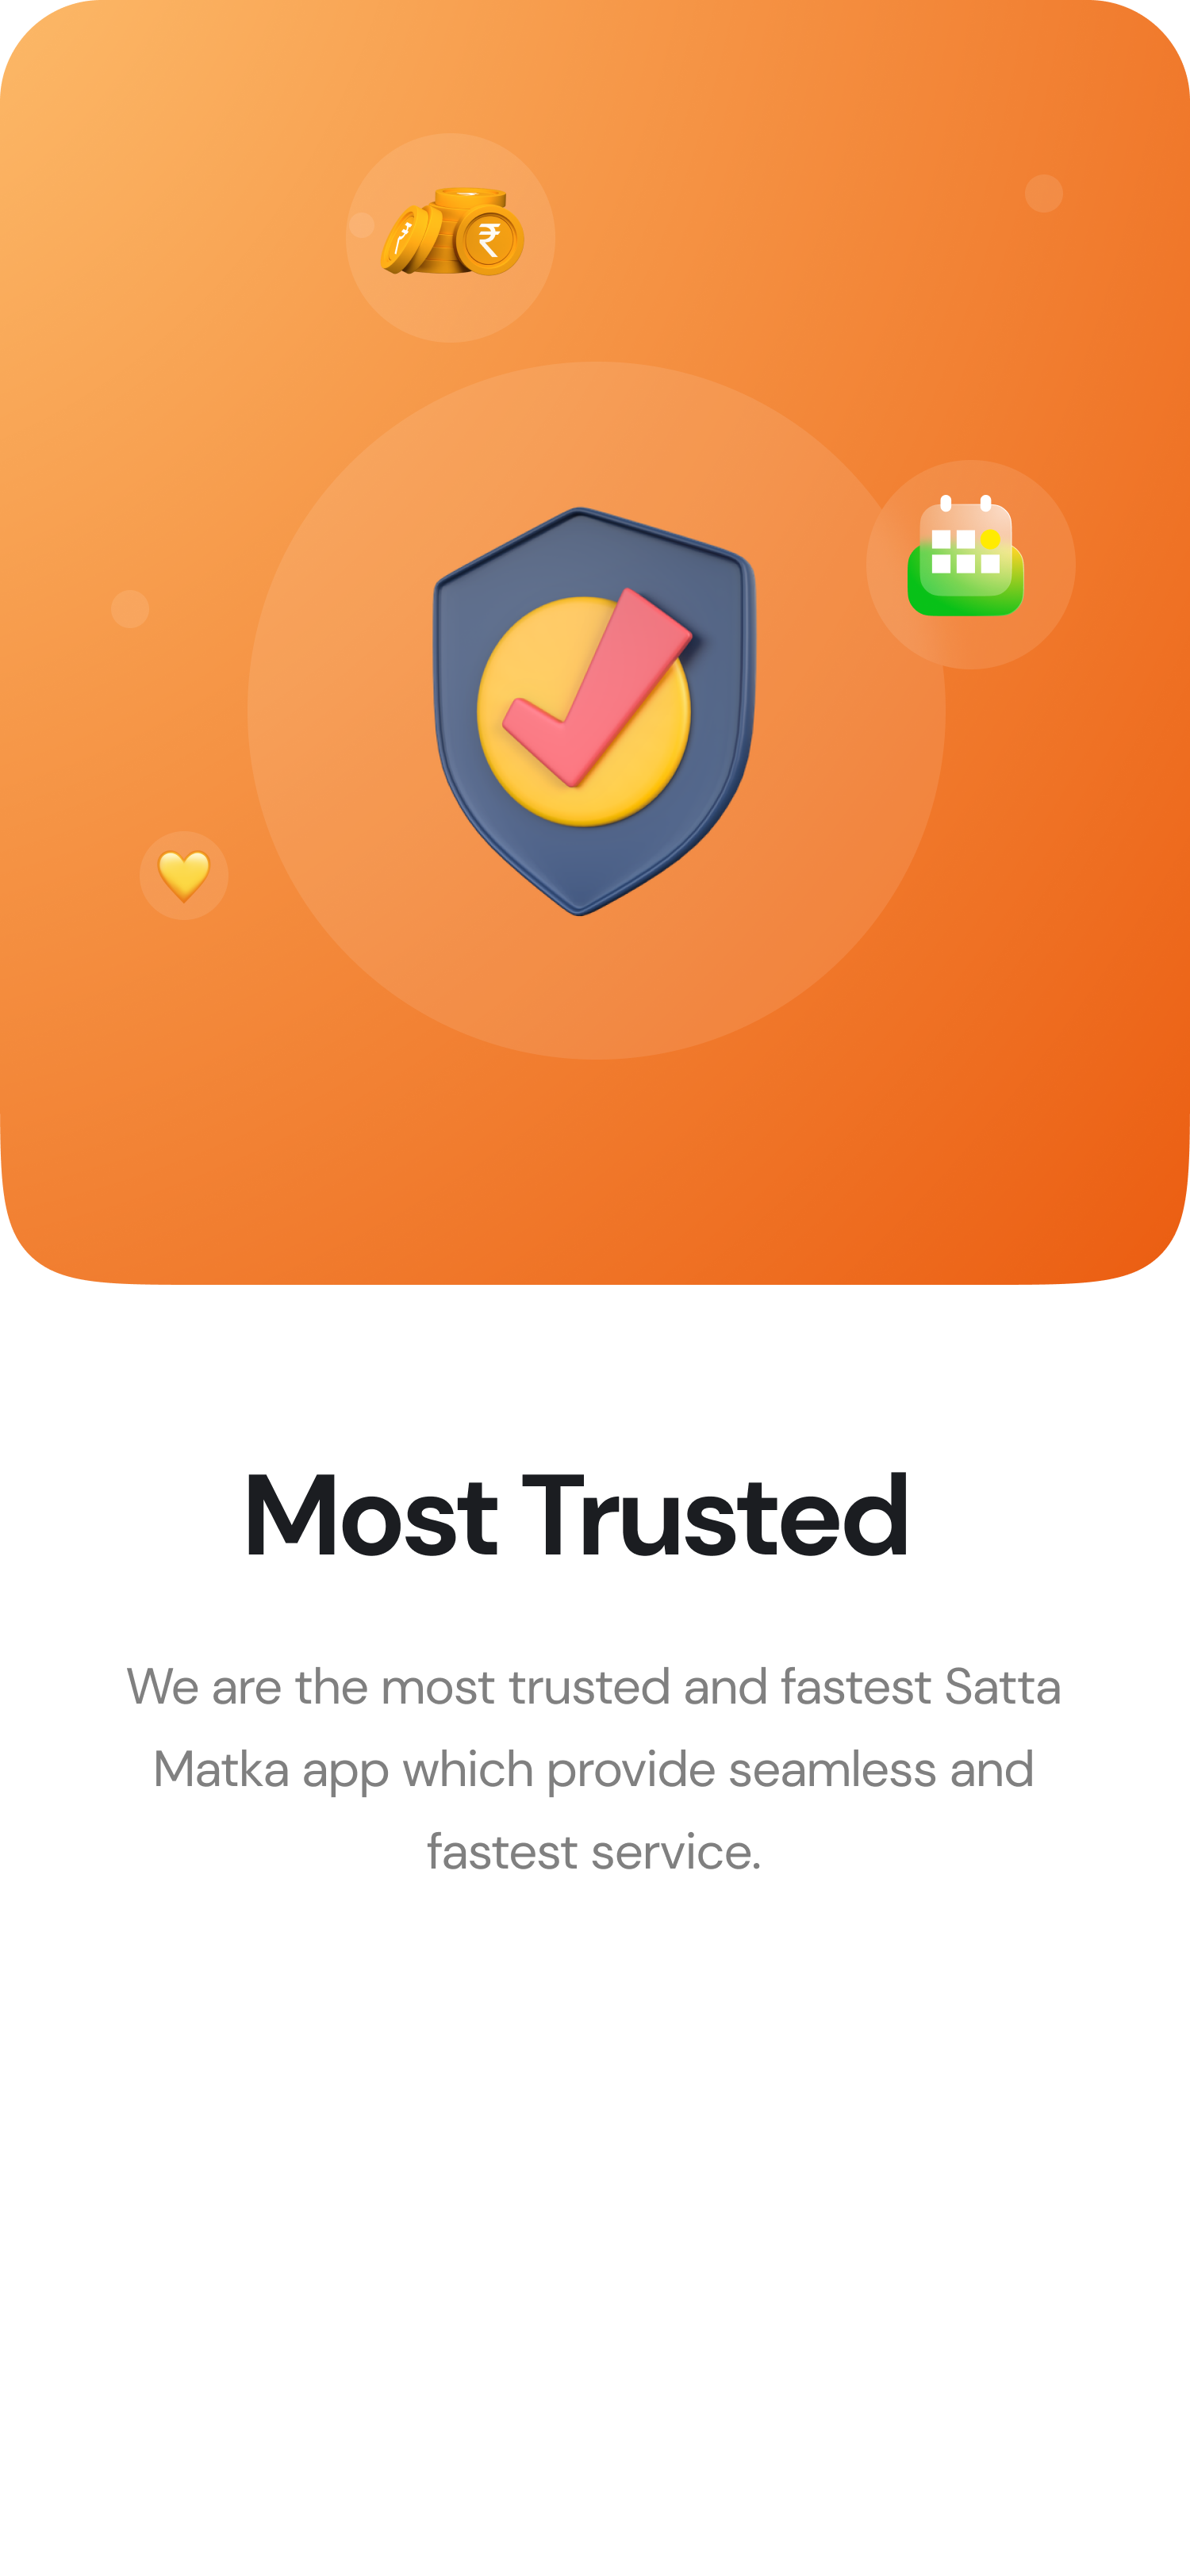 ₹ ₹
Most Trusted
We are the most trusted and fastest Satta
Matka app which provide seamless and
fastest service.